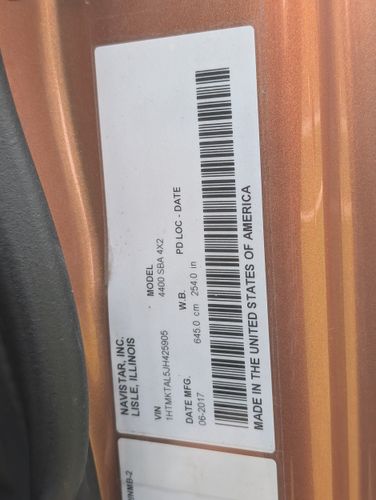 NAVISTAR, INC.
LISLE, ILLINOIS
MODEL
4400 SBA 4X2
VIN
1HTMKTAL5JH425905
W.B.
645.0 cm 254.0 in
PD LOC - DATE
DATE MFG.
06-2017
MADE IN THE UNITED STATES OF AMERICA